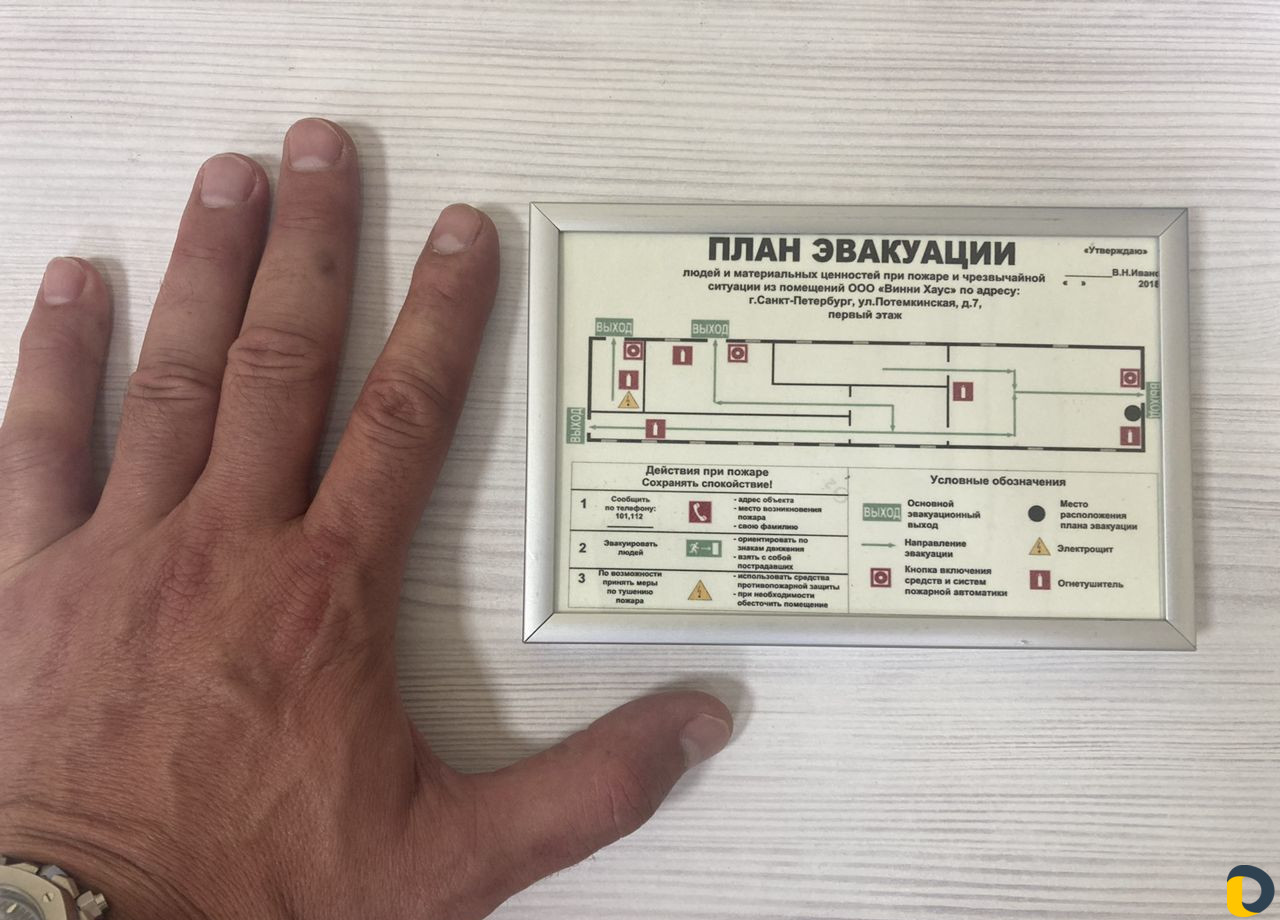 ПЛАН ЭВАКУАЦИИ
людей и материальных ценностей при пожаре и чрезвычайной
ситуации из помещений ООО «Винни Хаус» по адресу:
г.Санкт-Петербург, ул.Потемкинская, д.7,
первый этаж
«Утверждаю»
________В.Н.Ивано
« » 2018
ВЫХОД
ВЫХОД
ВЫХОД
ВЫХОД
Действия при пожаре
Сохранять спокойствие!
1
Сообщить
по телефону:
101,112
- адрес объекта
- место возникновения
пожара
- свою фамилию
2
Эвакуировать
людей
- ориентировать по
знакам движения
- взять с собой
пострадавших
3
По возможности
принять меры
по тушению
пожара
- использовать средства
противопожарной защиты
- при необходимости
обесточить помещение
Условные обозначения
ВЫХОД
Основной
эвакуационный
выход
Направление
эвакуации
Кнопка включения
средств и систем
пожарной автоматики
Место
расположения
плана эвакуации
Электрощит
Огнетушитель